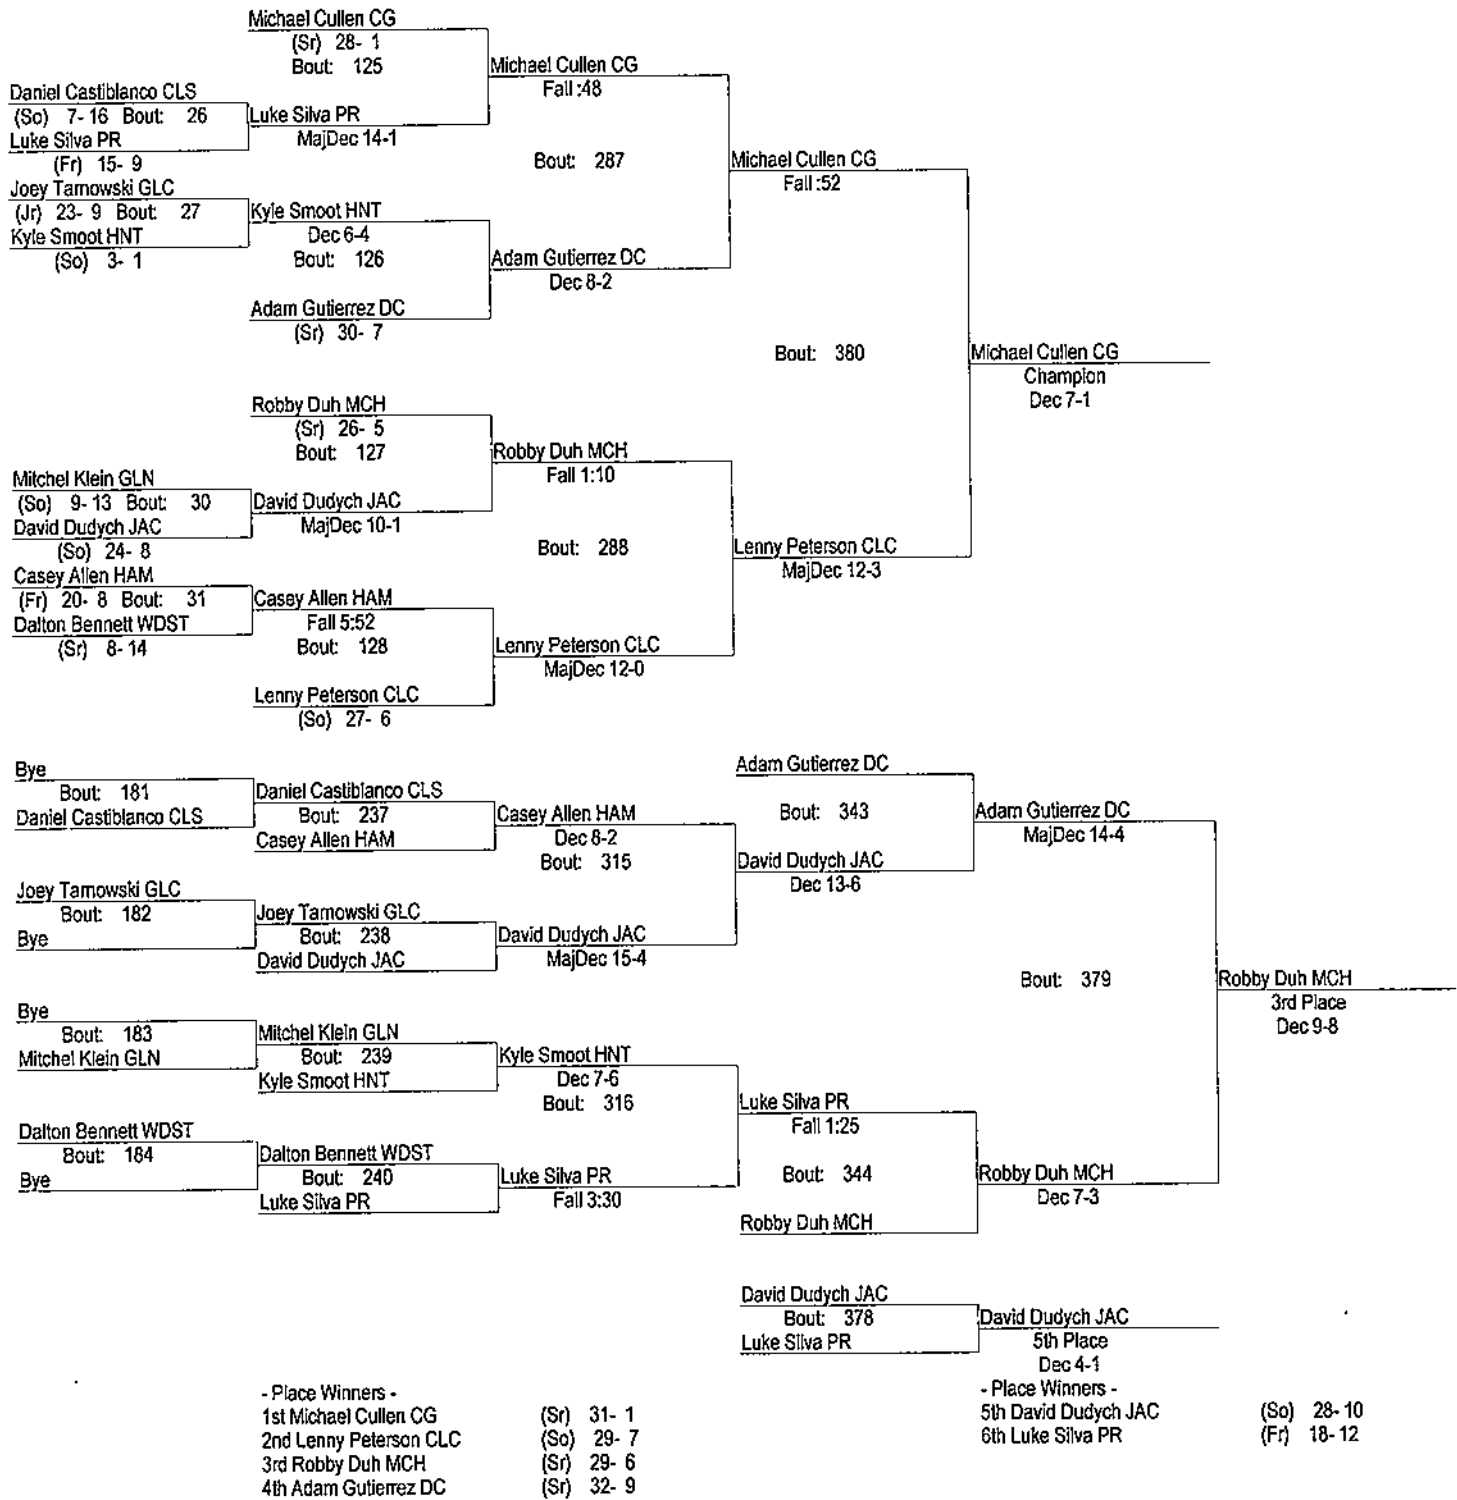 Michael Cullen CG
(Sr) 28- 1
Bout: 125
Michael Cullen CG
Fall :48
Daniel Castiblanco CLS
(So) 7- 16 Bout: 26
Luke Silva PR
Luke Silva PR
MajDec 14-1
(Fr) 15- 9
Bout: 287
Michael Cullen CG
Fall :52
Joey Tarnowski GLC
(Jr) 23- 9 Bout: 27
Kyle Smoot HNT
Kyle Smoot HNT
Dec 6-4
(So) 3- 1
Bout: 126
Adam Gutierrez DC
Dec 8-2
Adam Gutierrez DC
(Sr) 30- 7
Bout: 380
Michael Cullen CG
Champion
Dec 7-1
Robby Duh MCH
(Sr) 26- 5
Bout: 127
Robby Duh MCH
Fall 1:10
Mitchel Klein GLN
(So) 9- 13 Bout: 30
David Dudych JAC
David Dudych JAC
MajDec 10-1
(So) 24- 8
Bout: 288
Lenny Peterson CLC
MajDec 12-3
Casey Allen HAM
(Fr) 20- 8 Bout: 31
Casey Allen HAM
Fall 5:52
Dalton Bennett WDST
(Sr) 8- 14
Bout: 128
Lenny Peterson CLC
MajDec 12-0
Lenny Peterson CLC
(So) 27- 6
Bye
Bout: 181
Daniel Castiblanco CLS
Daniel Castiblanco CLS
Bout: 237
Casey Allen HAM
Casey Allen HAM
Dec 8-2
Bout: 315
Adam Gutierrez DC
Bout: 343
Adam Gutierrez DC
MajDec 14-4
David Dudych JAC
Dec 13-6
Joey Tarnowski GLC
Bout: 182
Bye
Joey Tarnowski GLC
Bout: 238
David Dudych JAC
David Dudych JAC
MajDec 15-4
Bout: 379
Robby Duh MCH
3rd Place
Dec 9-8
Bye
Bout: 183
Mitchel Klein GLN
Mitchel Klein GLN
Bout: 239
Kyle Smoot HNT
Kyle Smoot HNT
Dec 7-6
Bout: 316
Luke Silva PR
Fall 1:25
Bout: 344
Robby Duh MCH
Dec 7-3
Robby Duh MCH
Dalton Bennett WDST
Bout: 184
Bye
Dalton Bennett WDST
Bout: 240
Luke Silva PR
Luke Silva PR
Fall 3:30
David Dudych JAC
Bout: 378
Luke Silva PR
David Dudych JAC
5th Place
Dec 4-1
- Place Winners -
1st Michael Cullen CG (Sr) 31- 1
2nd Lenny Peterson CLC (So) 29- 7
3rd Robby Duh MCH (Sr) 29- 6
4th Adam Gutierrez DC (Sr) 32- 9
- Place Winners -
5th David Dudych JAC (So) 28- 10
6th Luke Silva PR (Fr) 18- 12